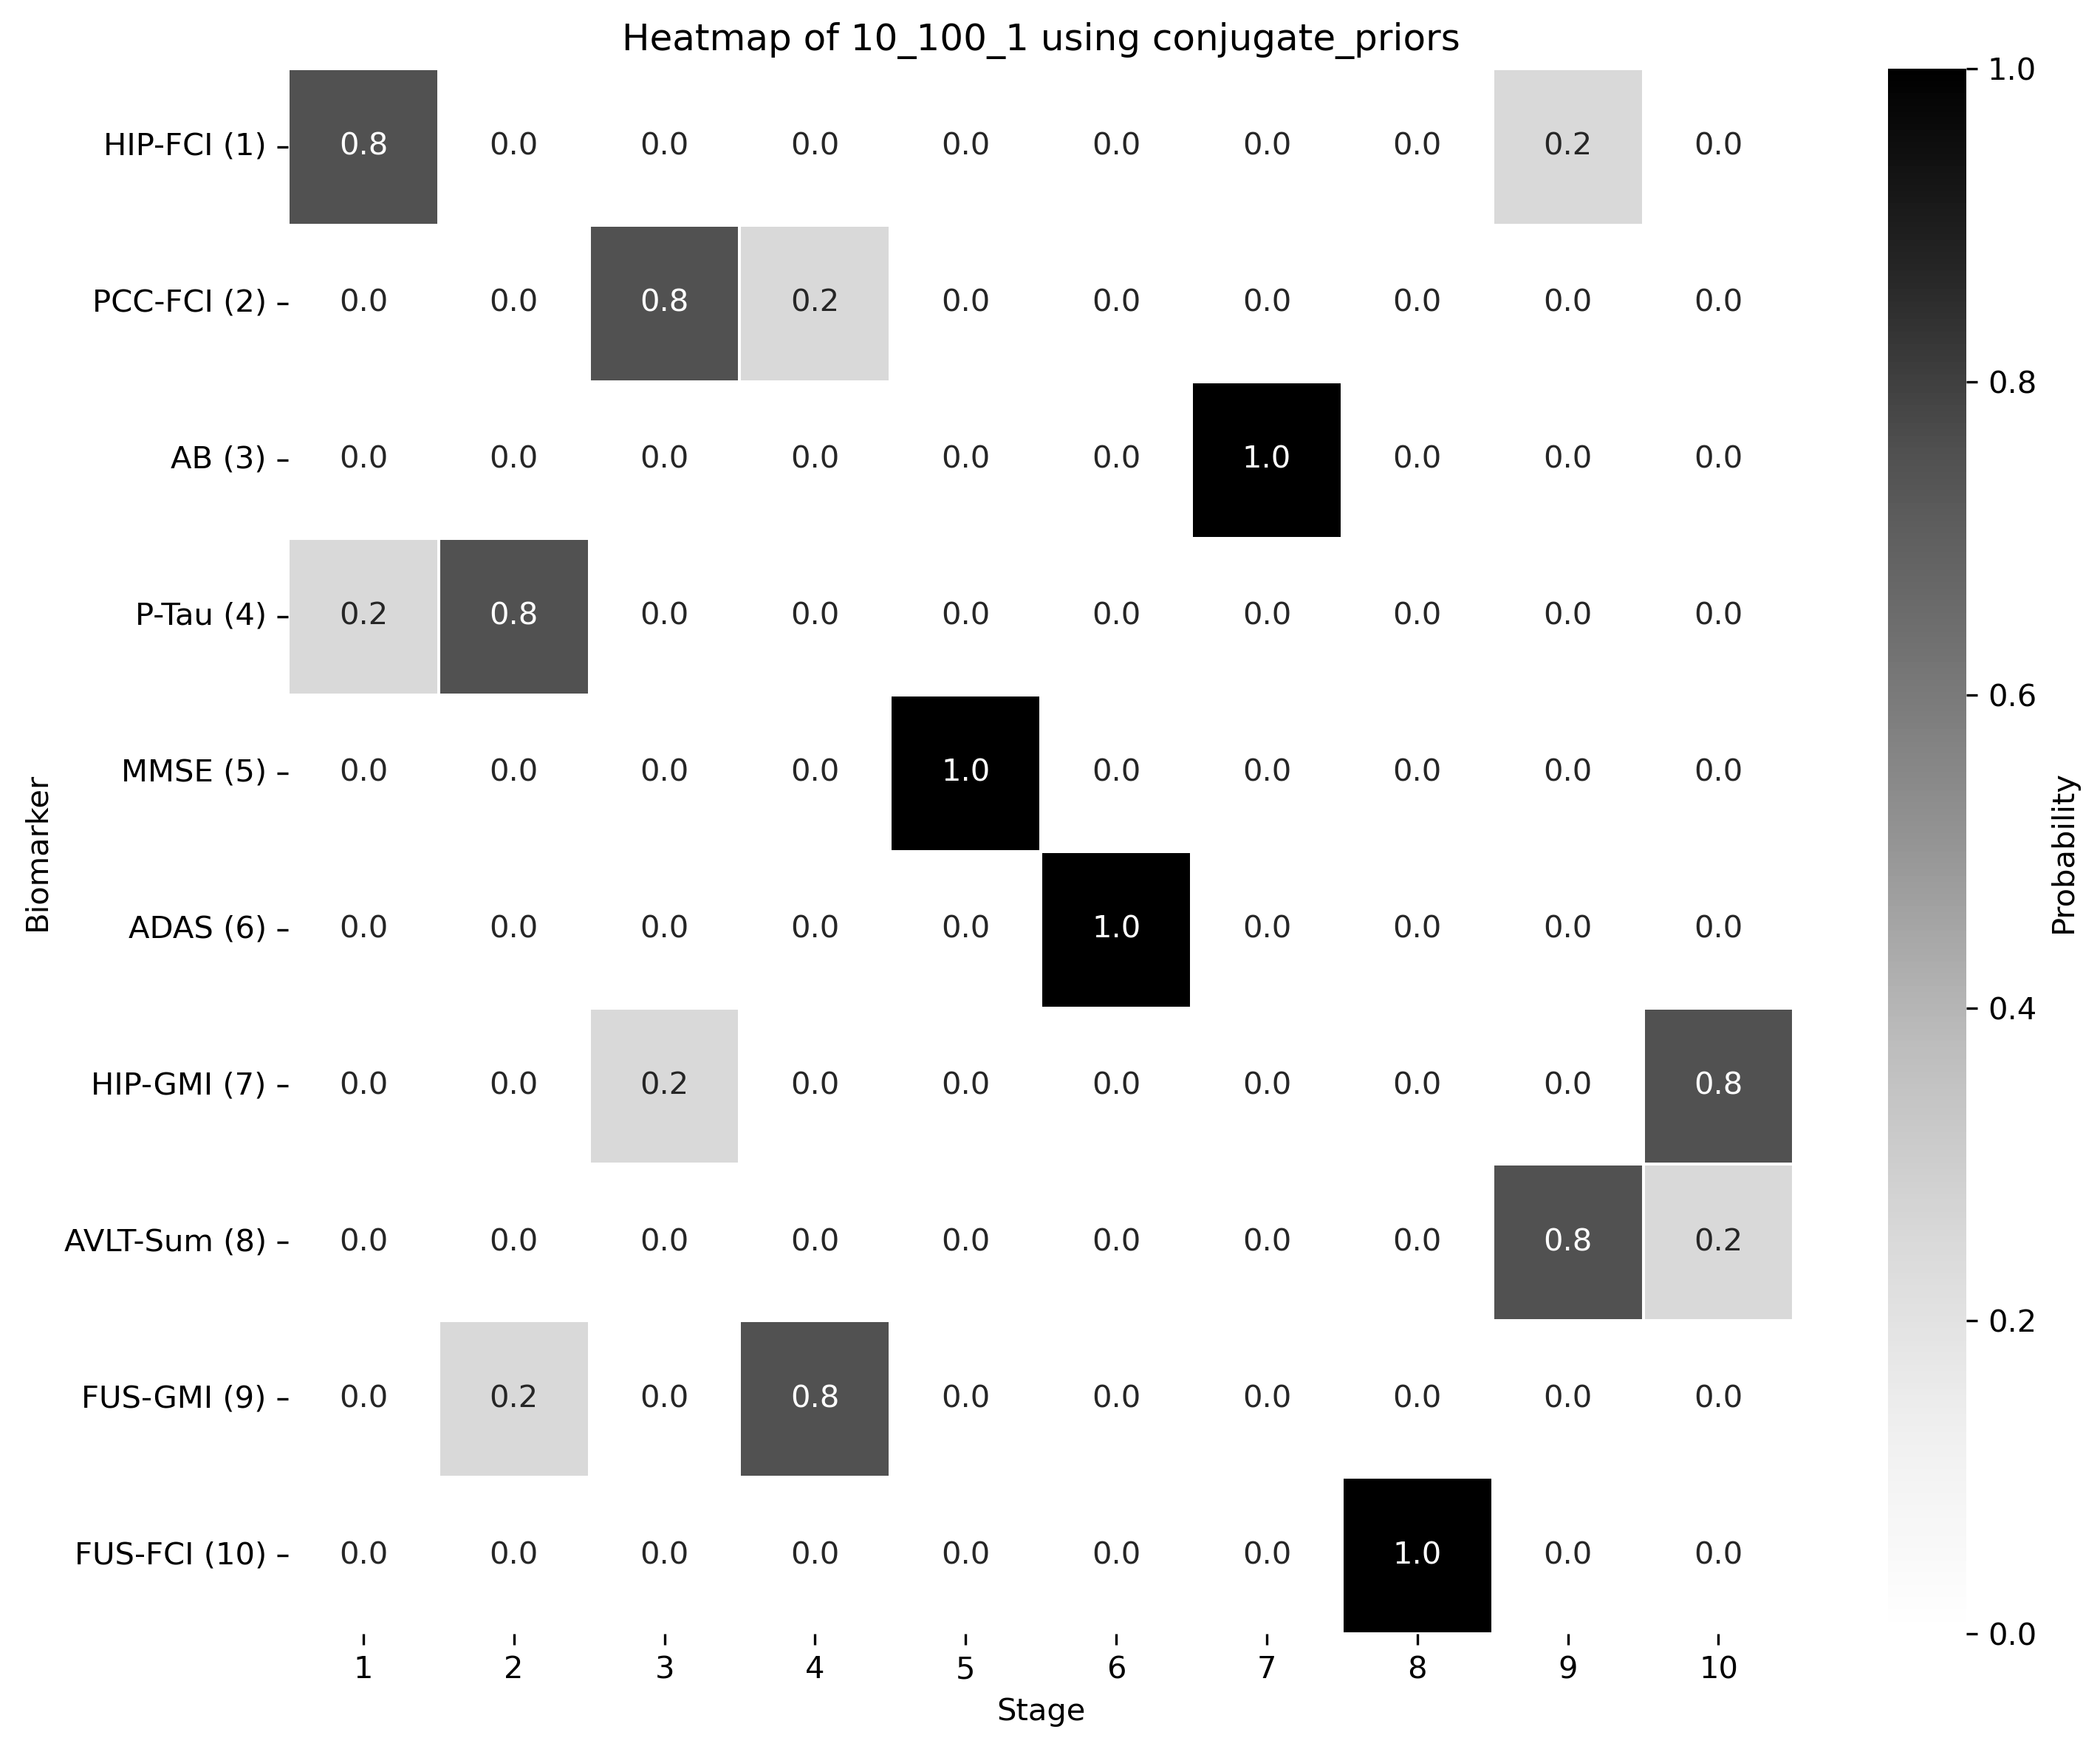 Heatmap of 10_100_1 using conjugate_priors
HIP-FCI (1) 0.8 0.0 0.0 0.0 0.0 0.0 0.0 0.0 0.2 0.0
PCC-FCI (2) 0.0 0.0 0.8 0.2 0.0 0.0 0.0 0.0 0.0 0.0
AB (3) 0.0 0.0 0.0 0.0 0.0 0.0 1.0 0.0 0.0 0.0
P-Tau (4) 0.2 0.8 0.0 0.0 0.0 0.0 0.0 0.0 0.0 0.0
MMSE (5) 0.0 0.0 0.0 0.0 1.0 0.0 0.0 0.0 0.0 0.0
ADAS (6) 0.0 0.0 0.0 0.0 0.0 1.0 0.0 0.0 0.0 0.0
HIP-GMI (7) 0.0 0.0 0.2 0.0 0.0 0.0 0.0 0.0 0.0 0.8
AVLT-Sum (8) 0.0 0.0 0.0 0.0 0.0 0.0 0.0 0.0 0.8 0.2
FUS-GMI (9) 0.0 0.2 0.0 0.8 0.0 0.0 0.0 0.0 0.0 0.0
FUS-FCI (10) 0.0 0.0 0.0 0.0 0.0 0.0 0.0 1.0 0.0 0.0
1 2 3 4 5 6 7 8 9 10
Stage
Biomarker
1.0
0.8
0.6
0.4
0.2
0.0
Probability